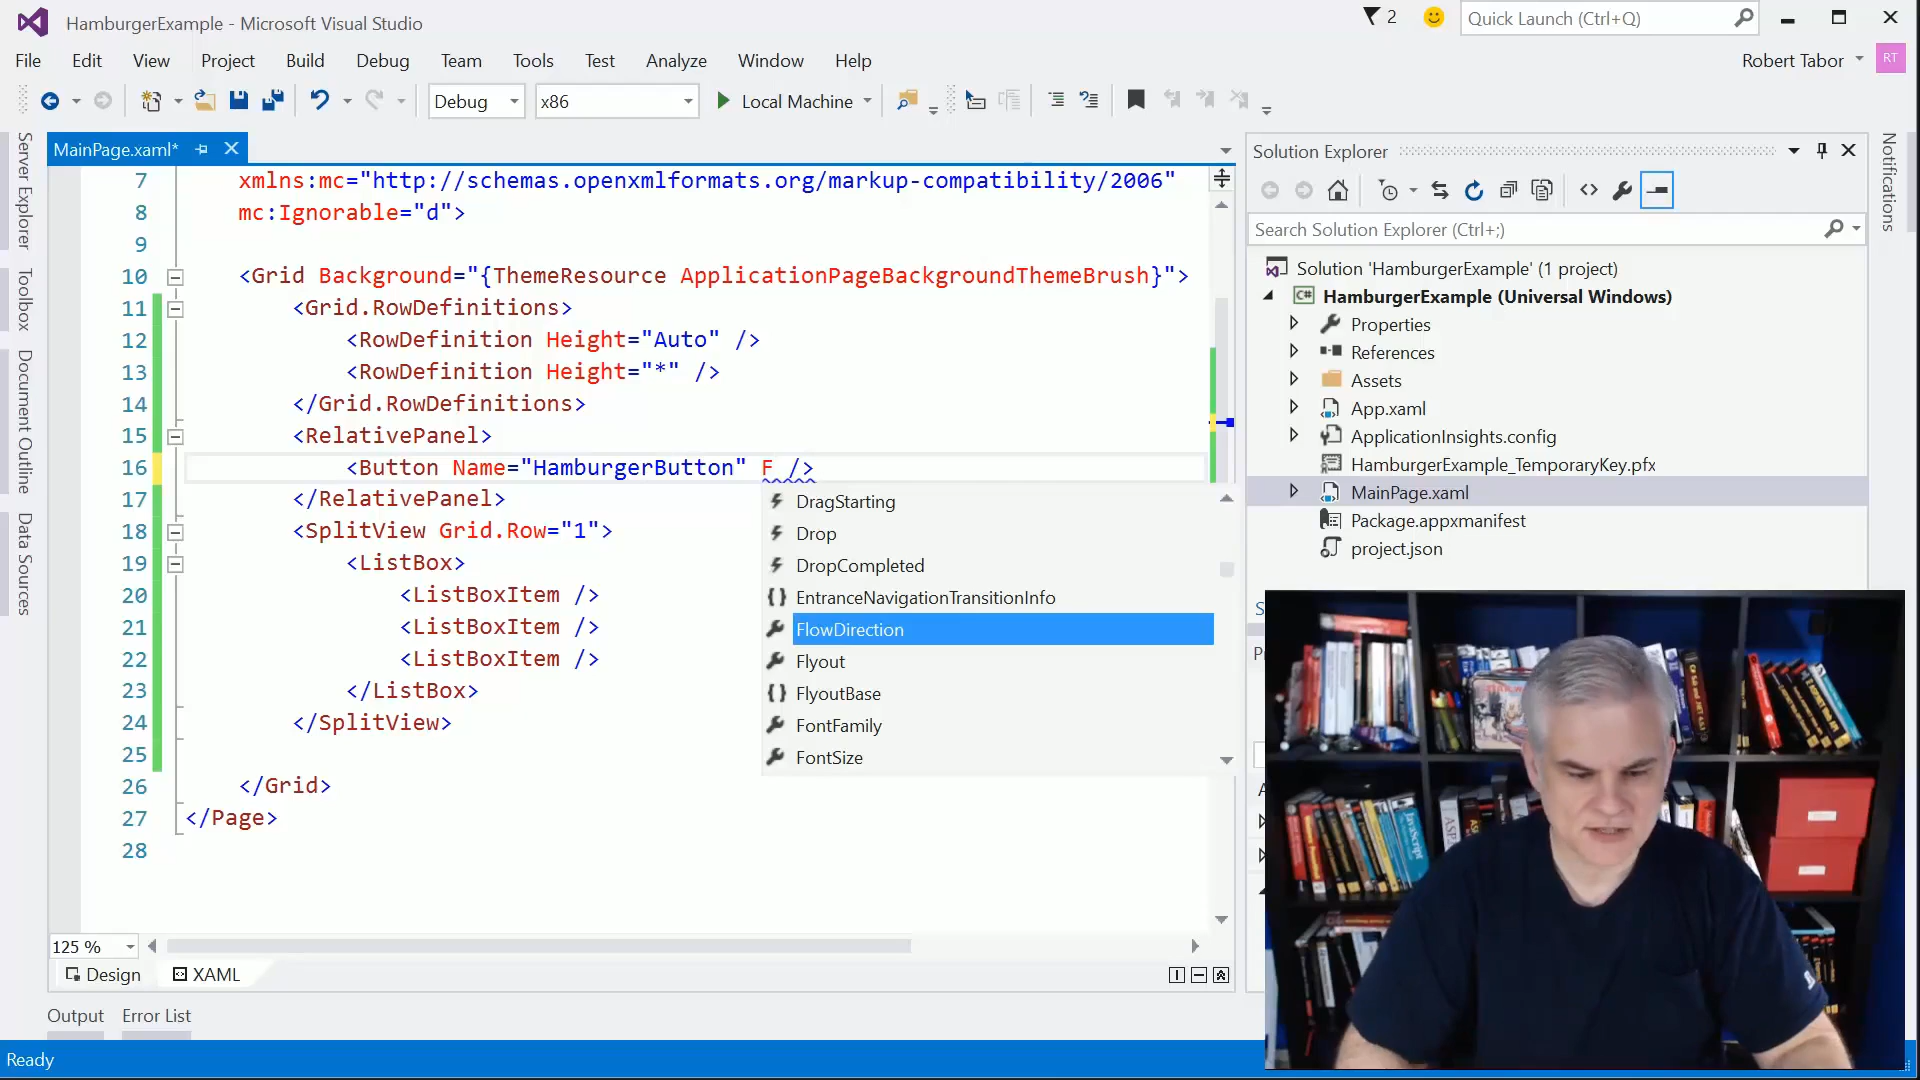 HamburgerExample - Microsoft Visual Studio
2
Quick Launch (Ctrl+Q)
File Edit View Project Build Debug Team Tools Test Analyze Window Help
Robert Tabor
RT
Debug
x86
Local Machine
Server Explorer
Toolbox
Document Outline
Data Sources
MainPage.xaml*
7 xmlns:mc="http://schemas.openxmlformats.org/markup-compatibility/2006"
8 mc:Ignorable="d">
9
10 <Grid Background="{ThemeResource ApplicationPageBackgroundThemeBrush}">
11 <Grid.RowDefinitions>
12 <RowDefinition Height="Auto" />
13 <RowDefinition Height="*" />
14 </Grid.RowDefinitions>
15 <RelativePanel>
16 <Button Name="HamburgerButton" F />
17 </RelativePanel>
18 <SplitView Grid.Row="1">
19 <ListBox>
20 <ListBoxItem />
21 <ListBoxItem />
22 <ListBoxItem />
23 </ListBox>
24 </SplitView>
25
26 </Grid>
27 </Page>
28
DragStarting
Drop
DropCompleted
EntranceNavigationTransitionInfo
FlowDirection
Flyout
FlyoutBase
FontFamily
FontSize
125 %
Design
XAML
Output
Error List
Ready
Solution Explorer
Search Solution Explorer (Ctrl+;)
Solution 'HamburgerExample' (1 project)
HamburgerExample (Universal Windows)
Properties
References
Assets
App.xaml
ApplicationInsights.config
HamburgerExample_TemporaryKey.pfx
MainPage.xaml
Package.appxmanifest
project.json
Notifications
JavaScript